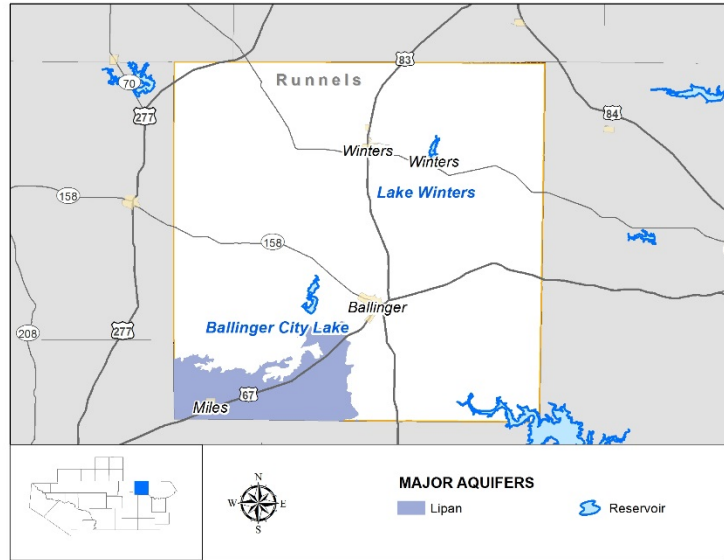 83
Runnels
70
277
84
Winters
Winters
158
Lake Winters
158
Ballinger
Ballinger City Lake
277
208
67
Miles
N
W E
S
MAJOR AQUIFERS
Lipan
Reservoir